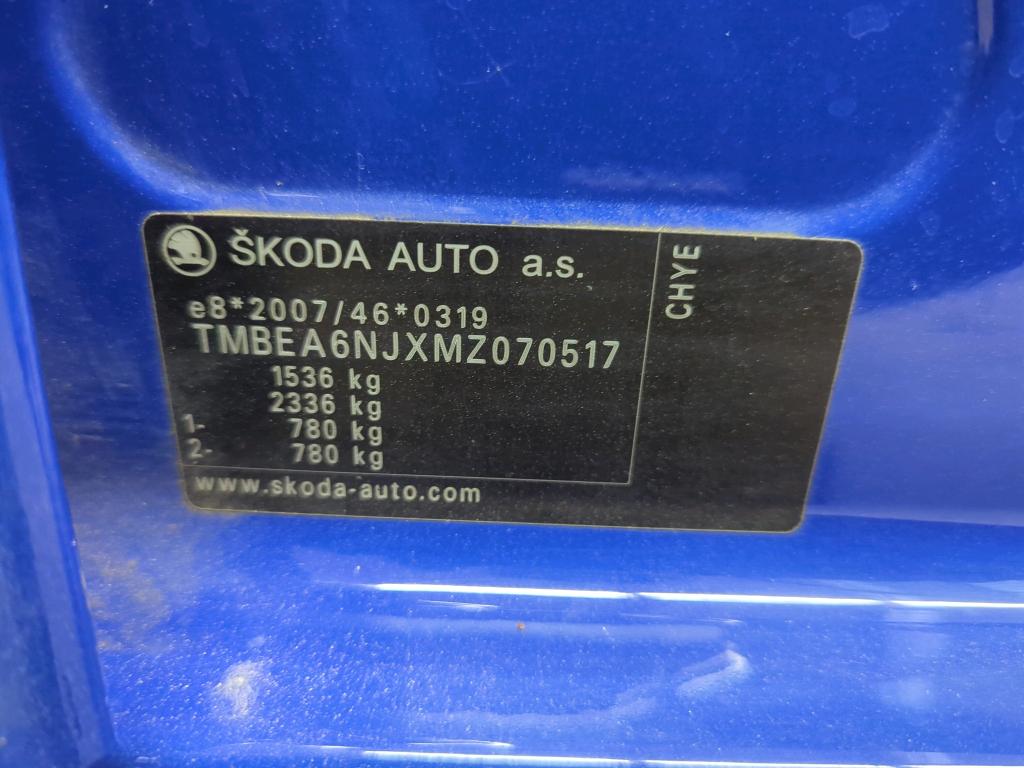 ŠKODA AUTO a.s.
e8*2007/46*0319
TMBEA6NJXMZ070517
1536 kg
2336 kg
1- 780 kg
2- 780 kg
www.skoda-auto.com
CHYE